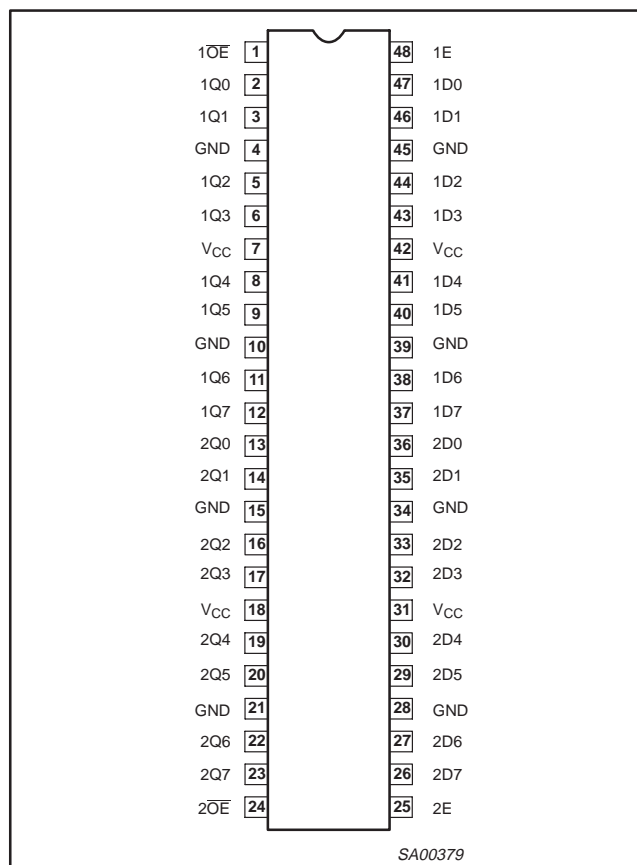 1O̅E̅ 1 48 1E
1Q0 2 47 1D0
1Q1 3 46 1D1
GND 4 45 GND
1Q2 5 44 1D2
1Q3 6 43 1D3
VCC 7 42 VCC
1Q4 8 41 1D4
1Q5 9 40 1D5
GND 10 39 GND
1Q6 11 38 1D6
1Q7 12 37 1D7
2Q0 13 36 2D0
2Q1 14 35 2D1
GND 15 34 GND
2Q2 16 33 2D2
2Q3 17 32 2D3
VCC 18 31 VCC
2Q4 19 30 2D4
2Q5 20 29 2D5
GND 21 28 GND
2Q6 22 27 2D6
2Q7 23 26 2D7
2O̅E̅ 24 25 2E
SA00379